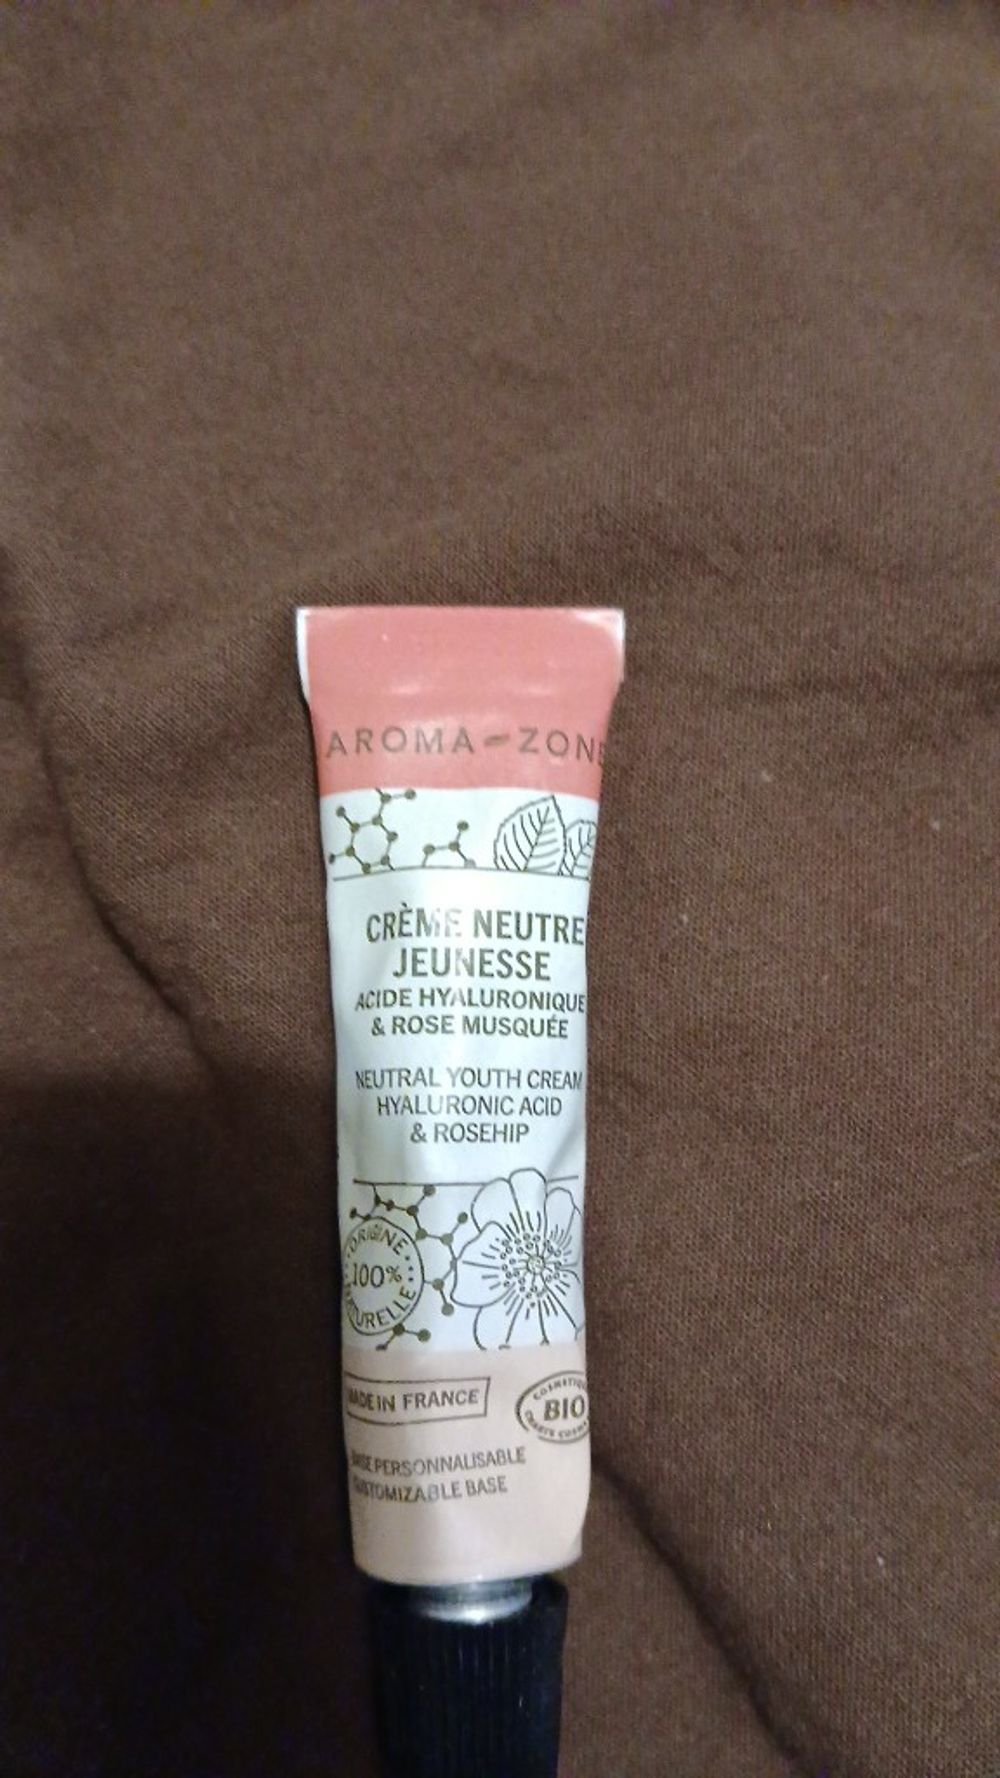 AROMA-ZONE
CRÈME NEUTRE
JEUNESSE
ACIDE HYALURONIQUE
& ROSE MUSQUÉE
NEUTRAL YOUTH CREAM
HYALURONIC ACID
& ROSEHIP
ORIGINE
100%
NATURELLE
MADE IN FRANCE
BIO
BASE PERSONNALISABLE
CUSTOMIZABLE BASE